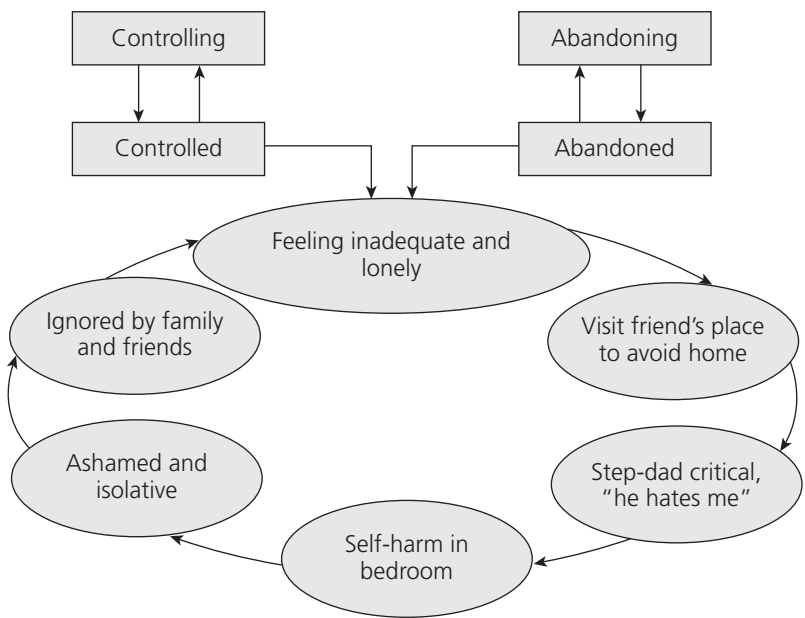 Controlling
Abandoning
Controlled
Abandoned
Feeling inadequate and
lonely
Ignored by family
and friends
Visit friend’s place
to avoid home
Ashamed and
isolative
Step-dad critical,
“he hates me”
Self-harm in
bedroom